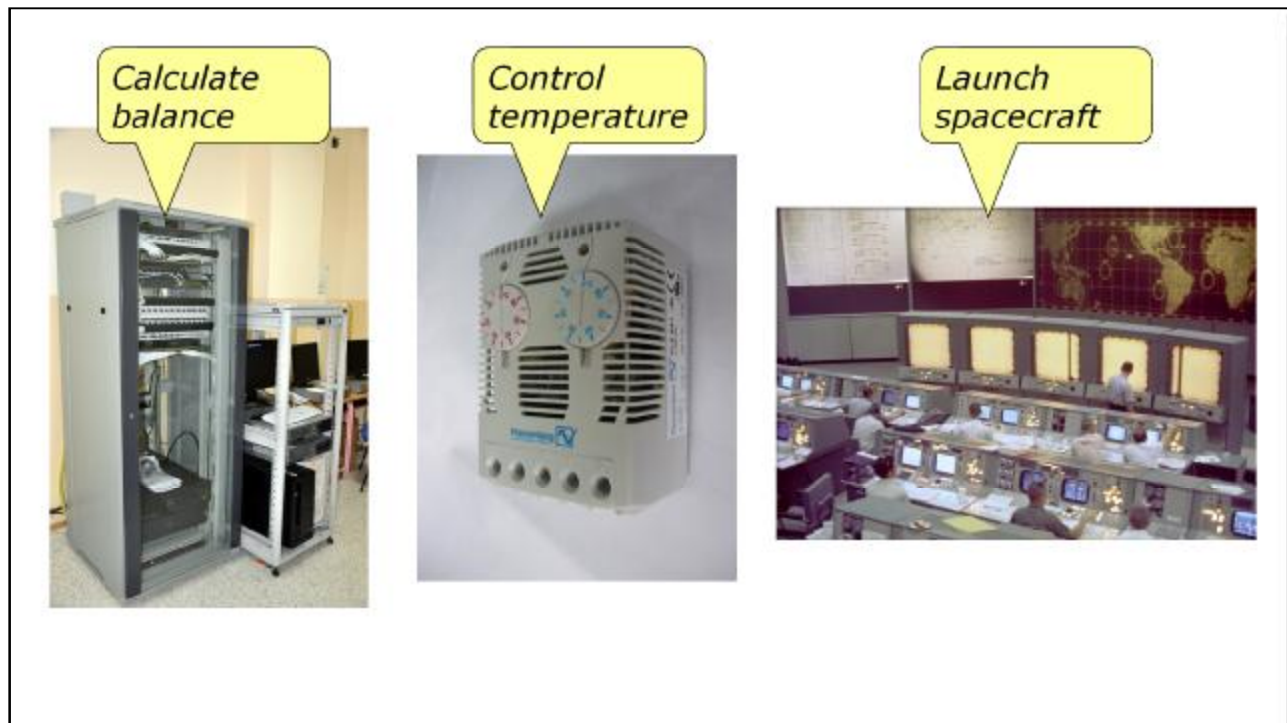 Calculate
balance
Control
temperature
Launch
spacecraft